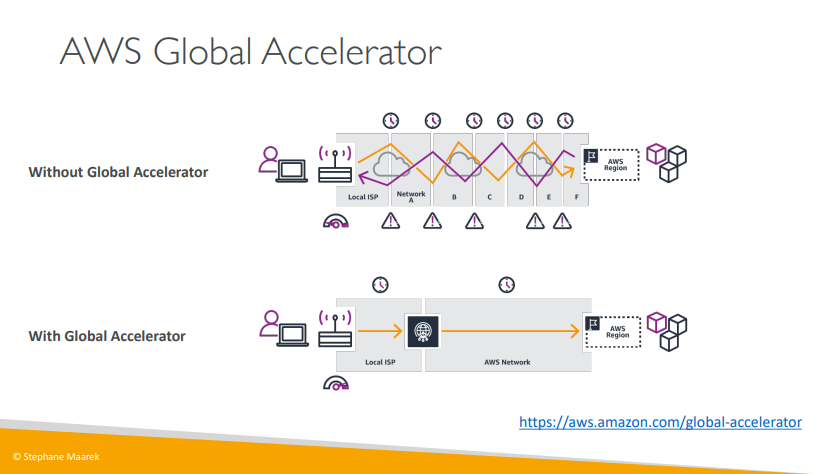 AWS Global Accelerator
Without Global Accelerator
Local ISP
Network
A
B
C
D
E
F
AWS
Region
With Global Accelerator
Local ISP
AWS Network
AWS
Region
https://aws.amazon.com/global-accelerator
© Stephane Maarek